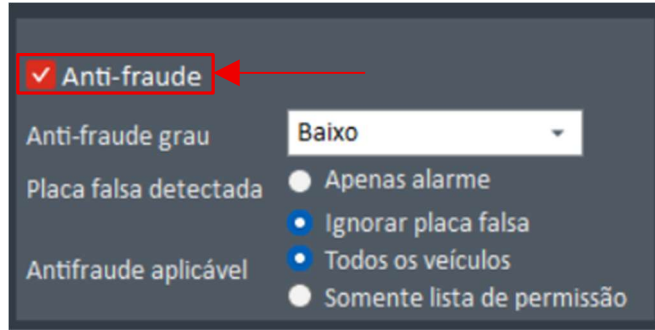 Anti-fraude
Anti-fraude grau Baixo
Placa falsa detectada Apenas alarme
Ignorar placa falsa
Antifraude aplicável Todos os veículos
Somente lista de permissão